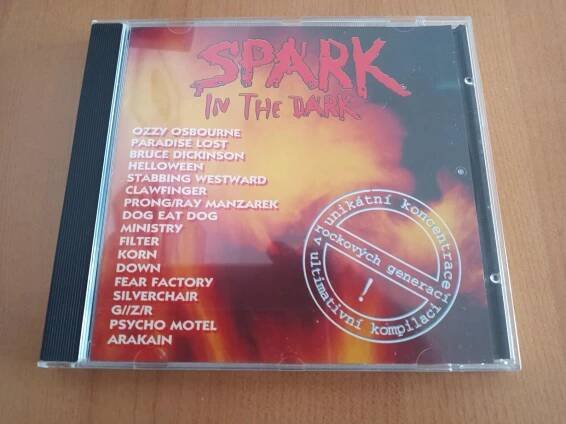 SPARK
IN THE DARK
OZZY OSBOURNE
PARADISE LOST
BRUCE DICKINSON
HELLOWEEN
STABBING WESTWARD
CLAWFINGER
PRONG/RAY MANZAREK
DOG EAT DOG
MINISTRY
FILTER
KORN
DOWN
FEAR FACTORY
SILVERCHAIR
G//Z/R
PSYCHO MOTEL
ARAKAIN
unikátní koncentrace
rockových generací
!
v ultimativní kompilaci